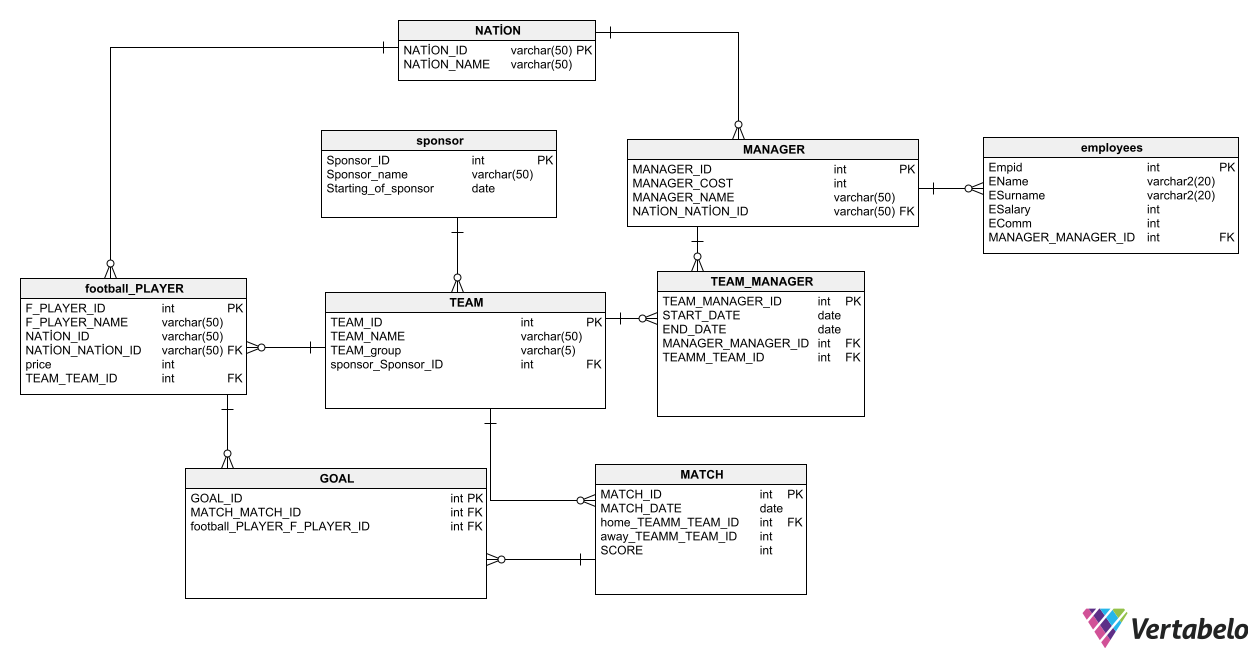 NATİON
NATİON_ID varchar(50) PK
NATİON_NAME varchar(50)
sponsor
Sponsor_ID int PK
Sponsor_name varchar(50)
Starting_of_sponsor date
MANAGER
MANAGER_ID int PK
MANAGER_COST int
MANAGER_NAME varchar(50)
NATİON_NATİON_ID varchar(50) FK
employees
Empid int PK
EName varchar2(20)
ESurname varchar2(20)
ESalary int
EComm int
MANAGER_MANAGER_ID int FK
football_PLAYER
F_PLAYER_ID int PK
F_PLAYER_NAME varchar(50)
NATİON_ID varchar(50)
NATİON_NATİON_ID varchar(50) FK
price int
TEAM_TEAM_ID int FK
TEAM
TEAM_ID int PK
TEAM_NAME varchar(50)
TEAM_group varchar(5)
sponsor_Sponsor_ID int FK
TEAM_MANAGER
TEAM_MANAGER_ID int PK
START_DATE date
END_DATE date
MANAGER_MANAGER_ID int FK
TEAMM_TEAM_ID int FK
GOAL
GOAL_ID int PK
MATCH_MATCH_ID int FK
football_PLAYER_F_PLAYER_ID int FK
MATCH
MATCH_ID int PK
MATCH_DATE date
home_TEAMM_TEAM_ID int FK
away_TEAMM_TEAM_ID int
SCORE int
Vertabelo